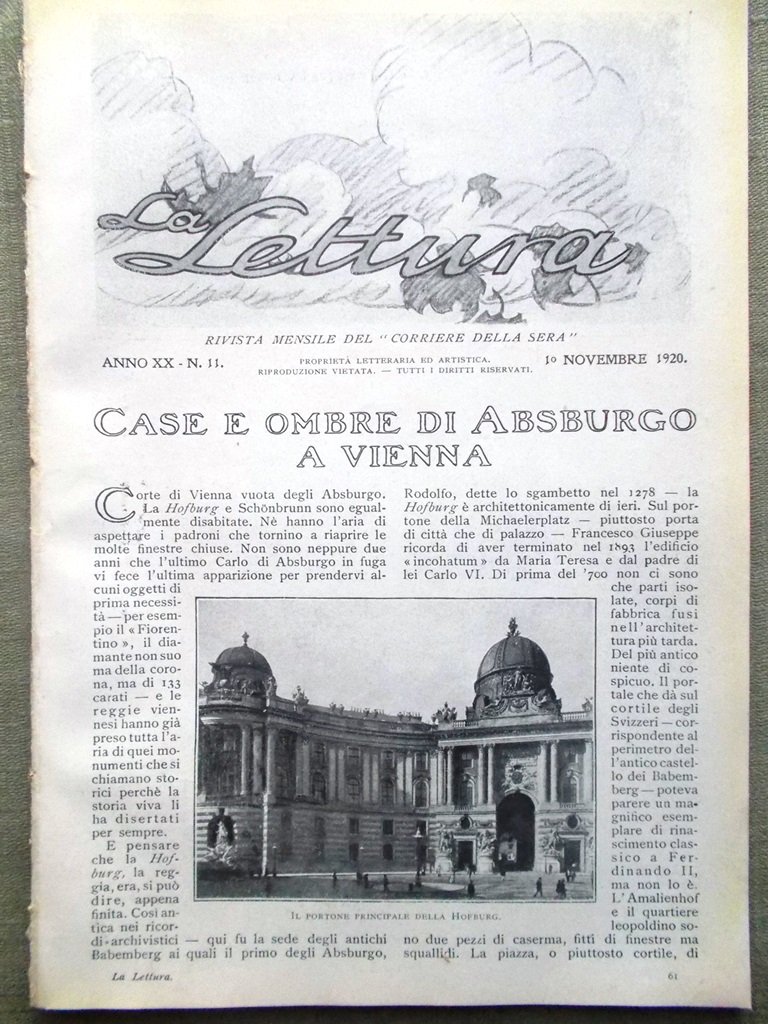 La
Lettura
RIVISTA MENSILE DEL "CORRIERE DELLA SERA"
ANNO XX - N. 11.
PROPRIETÀ LETTERARIA ED ARTISTICA.
RIPRODUZIONE VIETATA. — TUTTI I DIRITTI RISERVATI.
1º NOVEMBRE 1920.
CASE E OMBRE DI ABSBURGO
A VIENNA
Corte di Vienna vuota degli Absburgo.
La Hofburg e Schönbrunn sono egual-
mente disabitate. Nè hanno l'aria di
aspettare i padroni che tornino a riaprire le
molte finestre chiuse. Non sono neppure due
anni che l'ultimo Carlo di Absburgo in fuga
vi fece l'ultima apparizione per prendervi al-
cuni oggetti di
prima necessi-
tà — per esem-
pio il «Fioren-
tino», il dia-
mante non suo
ma della coro-
na, ma di 133
carati — e le
reggie vien-
nesi hanno già
preso tutta l'a-
ria di quei mo-
numenti che si
chiamano sto-
rici perchè la
storia viva li
ha disertati
per sempre.
E pensare
che la Hof-
burg, la reg-
gia, era, si può
dire, appena
finita. Così an-
tica nei ricor-
di archivistici — qui fu la sede degli antichi
Babemberg ai quali il primo degli Absburgo,
Rodolfo, dette lo sgambetto nel 1278 — la
Hofburg è architettonicamente di ieri. Sul por-
tone della Michaelerplatz — piuttosto porta
di città che di palazzo — Francesco Giuseppe
ricorda di aver terminato nel 1893 l'edificio
«incohatum» da Maria Teresa e dal padre di
lei Carlo VI. Di prima del '700 non ci sono
che parti iso-
late, corpi di
fabbrica fusi
nell'architet-
tura più tarda.
Del più antico
niente di co-
spicuo. Il por-
tale che dà sul
cortile degli
Svizzeri — cor-
rispondente al
perimetro del-
l'antico castel-
lo dei Babem-
berg — poteva
parere un ma-
gnifico esem-
plare di rina-
scimento clas-
sico a Fer-
dinando II,
ma non lo è.
L'Amalienhof
e il quartiere
leopoldino so-
no due pezzi di caserma, fitti di finestre ma
squallidi. La piazza, o piuttosto cortile, di
IL PORTONE PRINCIPALE DELLA HOFBURG.
La Lettura.
61